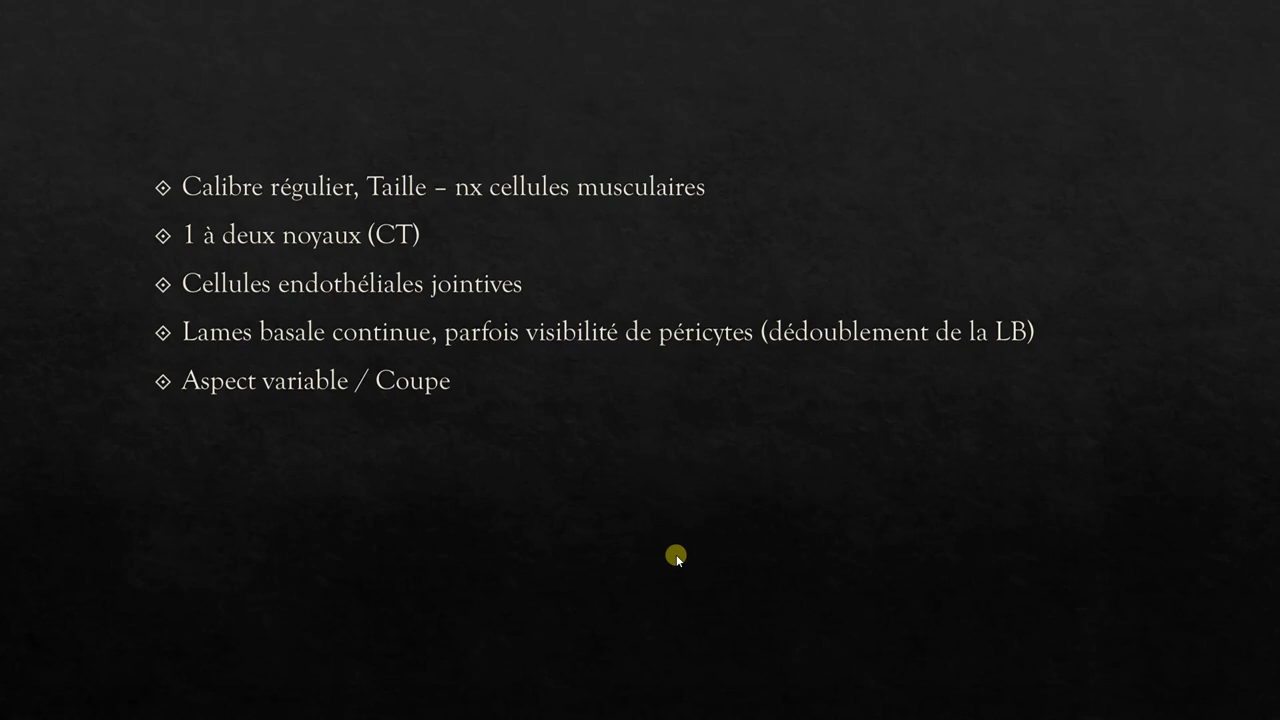 Calibre régulier, Taille – nx cellules musculaires
1 à deux noyaux (CT)
Cellules endothéliales jointives
Lames basale continue, parfois visibilité de péricytes (dédoublement de la LB)
Aspect variable / Coupe